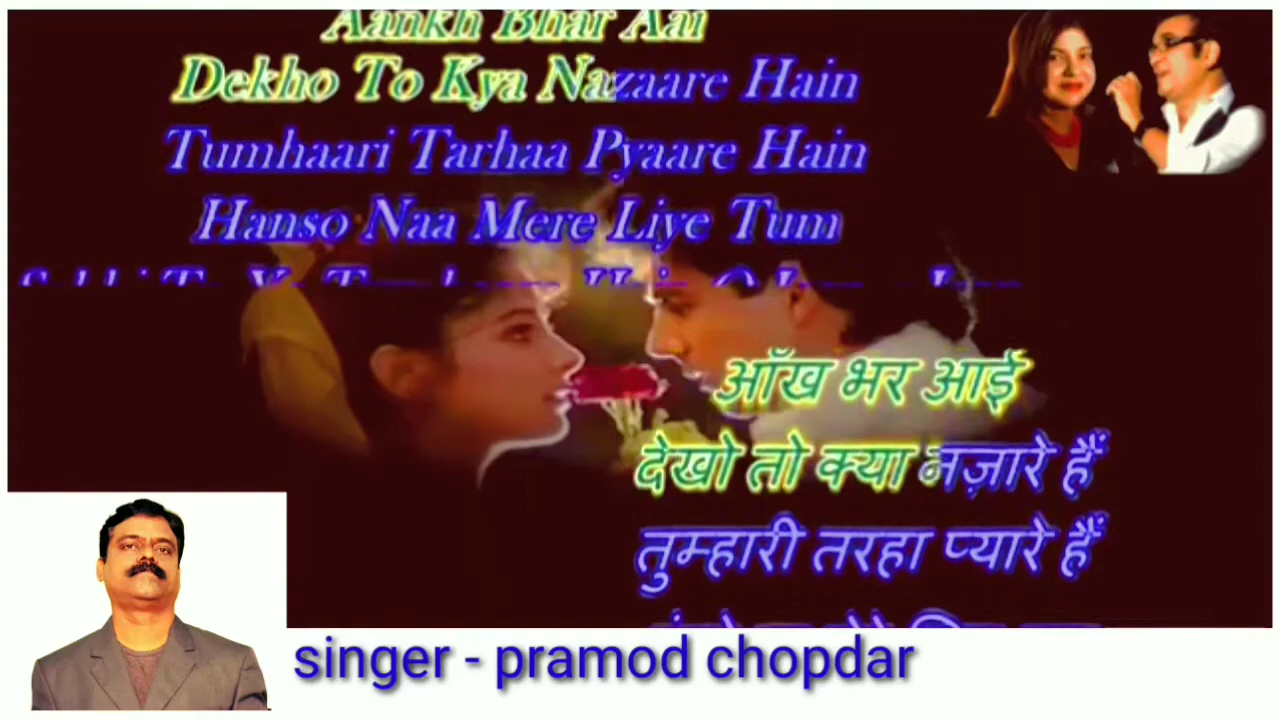 Aankh Bhar Aai
Dekho To Kya Nazaare Hain
Tumhaari Tarhaa Pyaare Hain
Hanso Naa Mere Liye Tum
आँख भर आई
देखो तो क्या नज़ारे हैं
तुम्हारी तरहा प्यारे हैं
singer - pramod chopdar